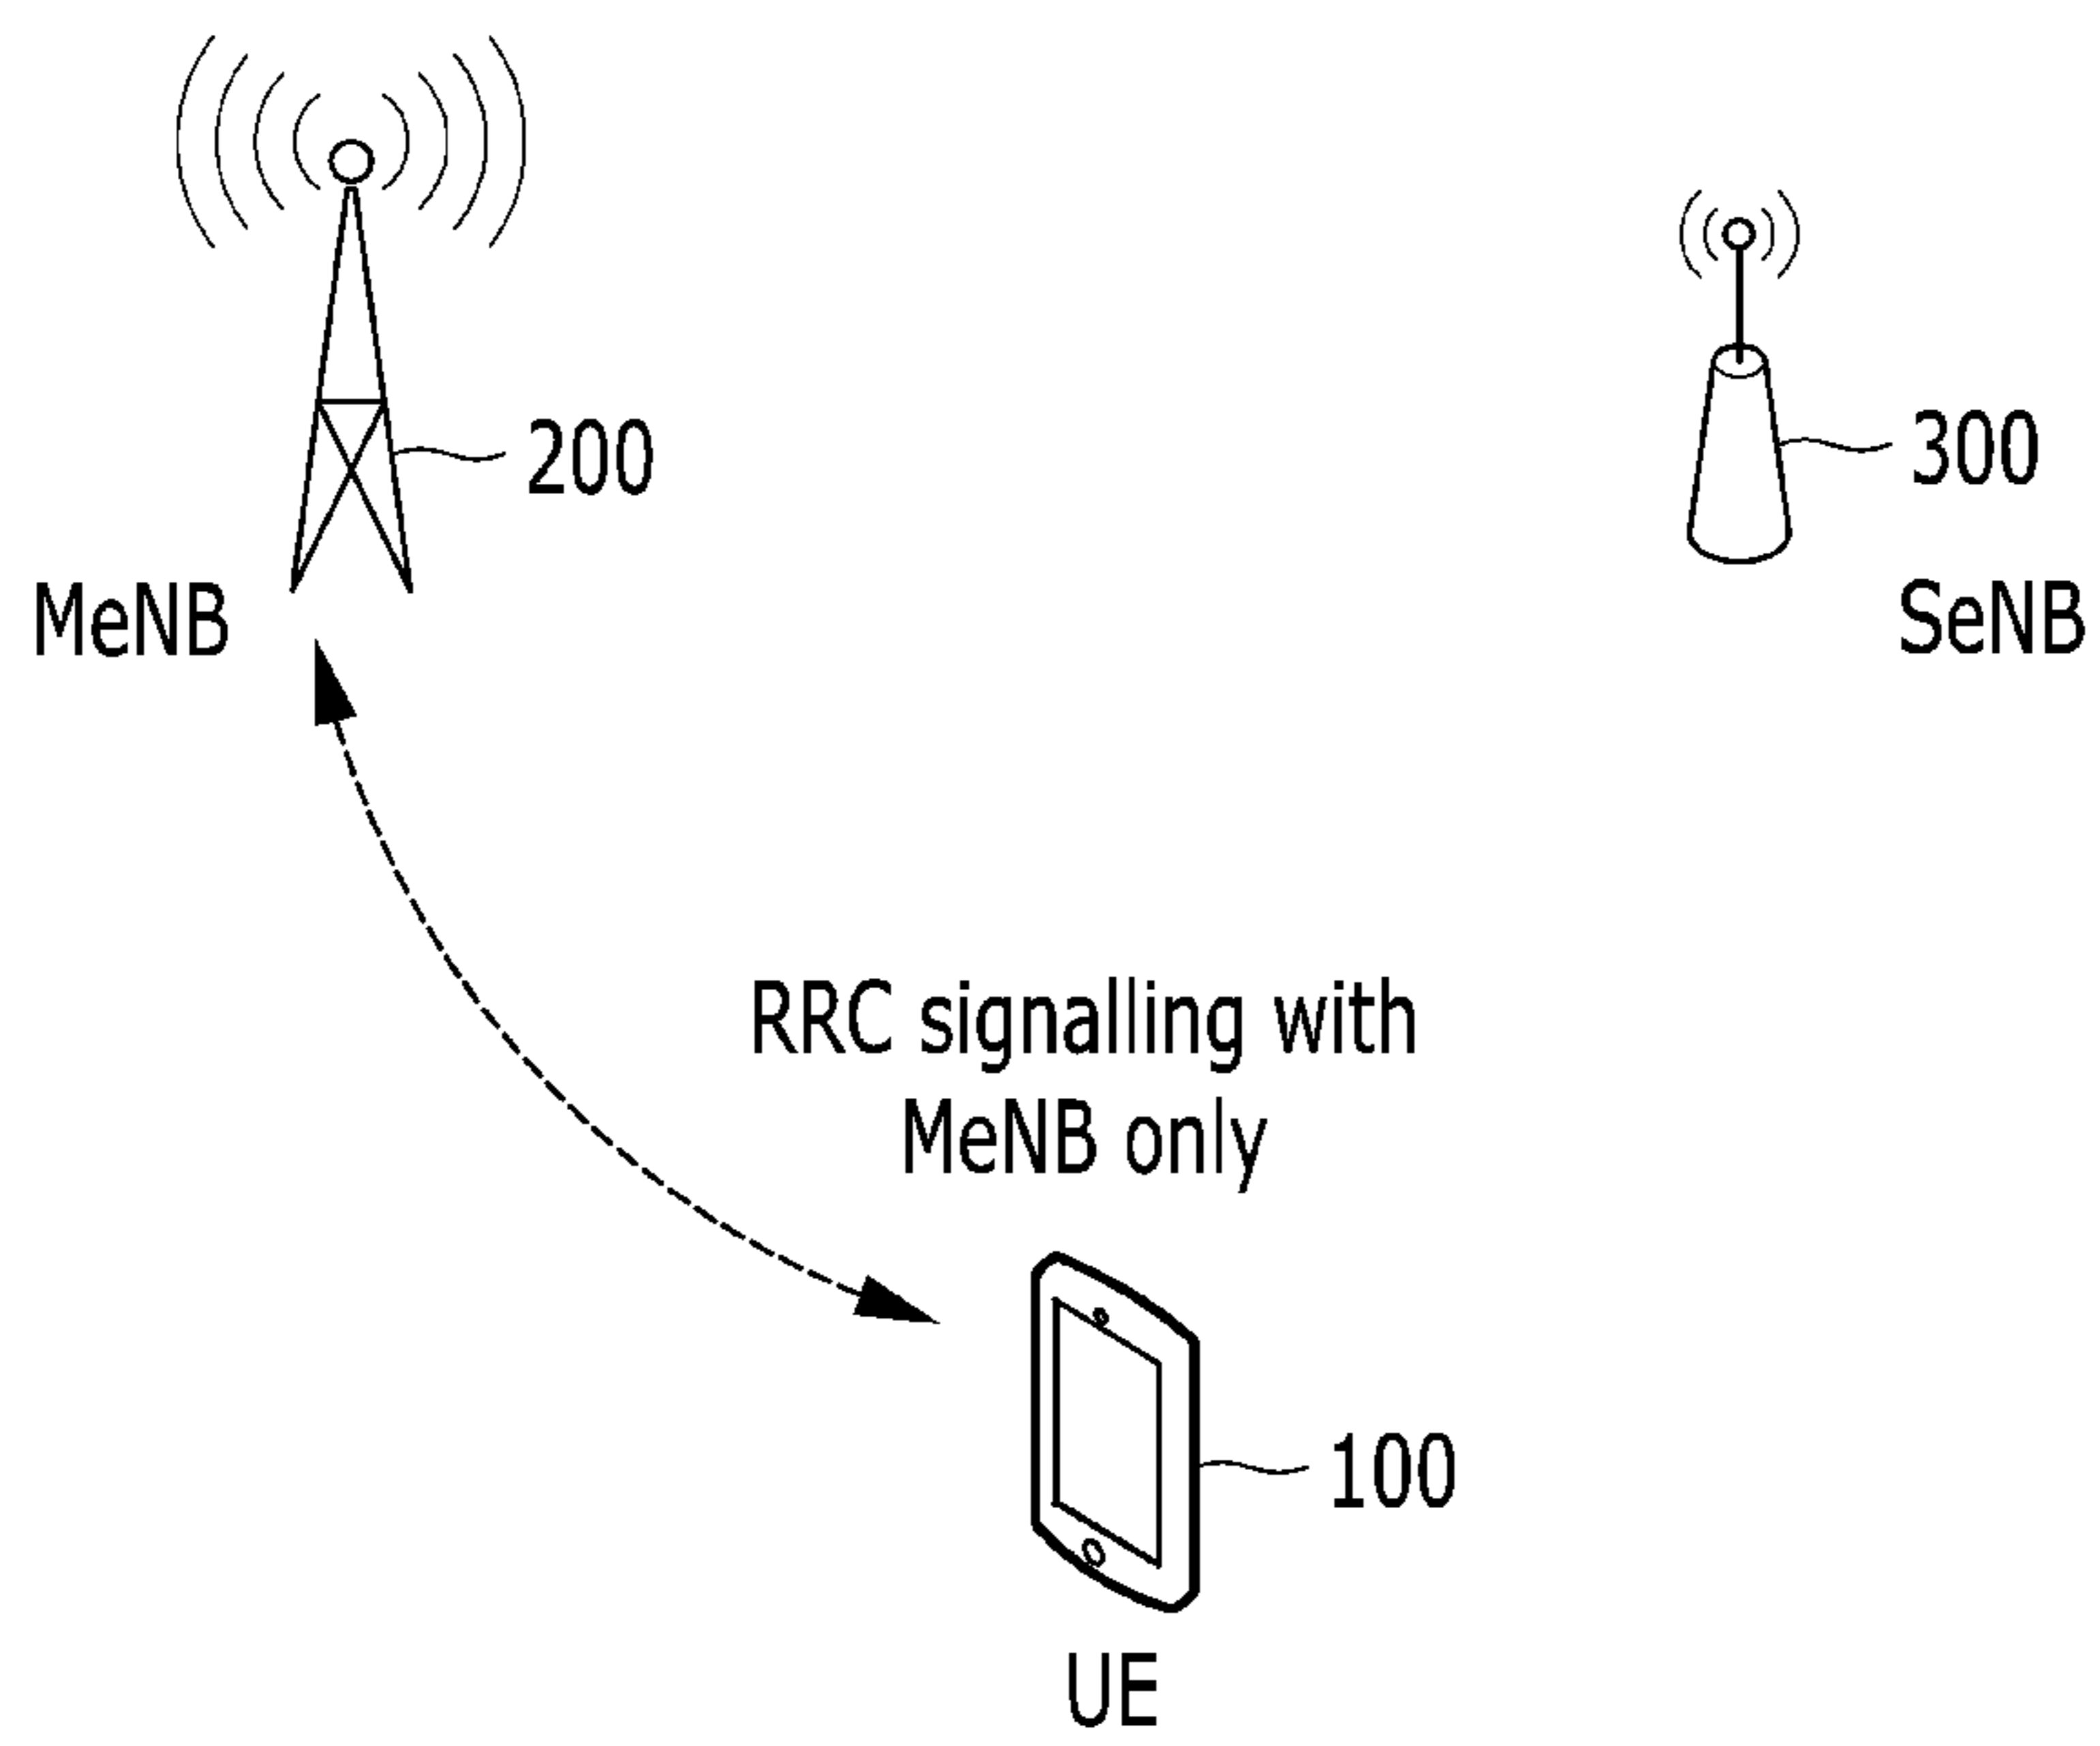 200
300
MeNB
SeNB
RRC signalling with
MeNB only
100
UE